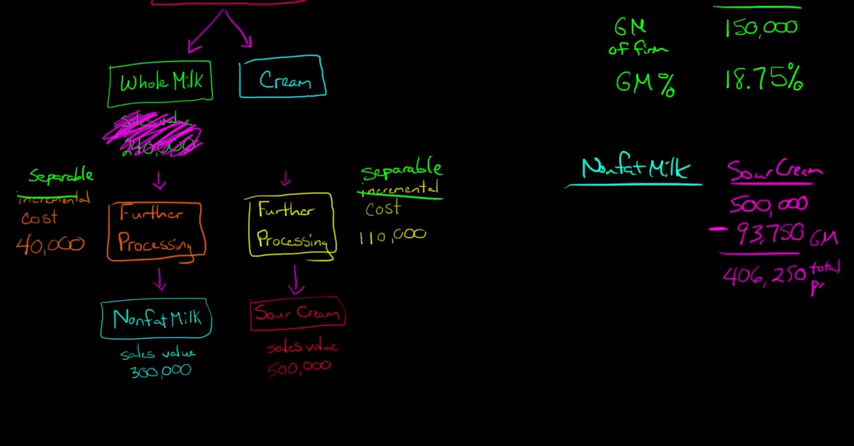 Whole Milk
Cream
Separable
incremental
cost
40,000
Further
Processing
Further
Processing
Separable
incremental
cost
110,000
Nonfat Milk
sales value
300,000
Sour Cream
sales value
500,000
GM
of firm
150,000
GM%
18.75%
Nonfat Milk
Sour Cream
500,000
- 93,750 GM
406,250 total
pr